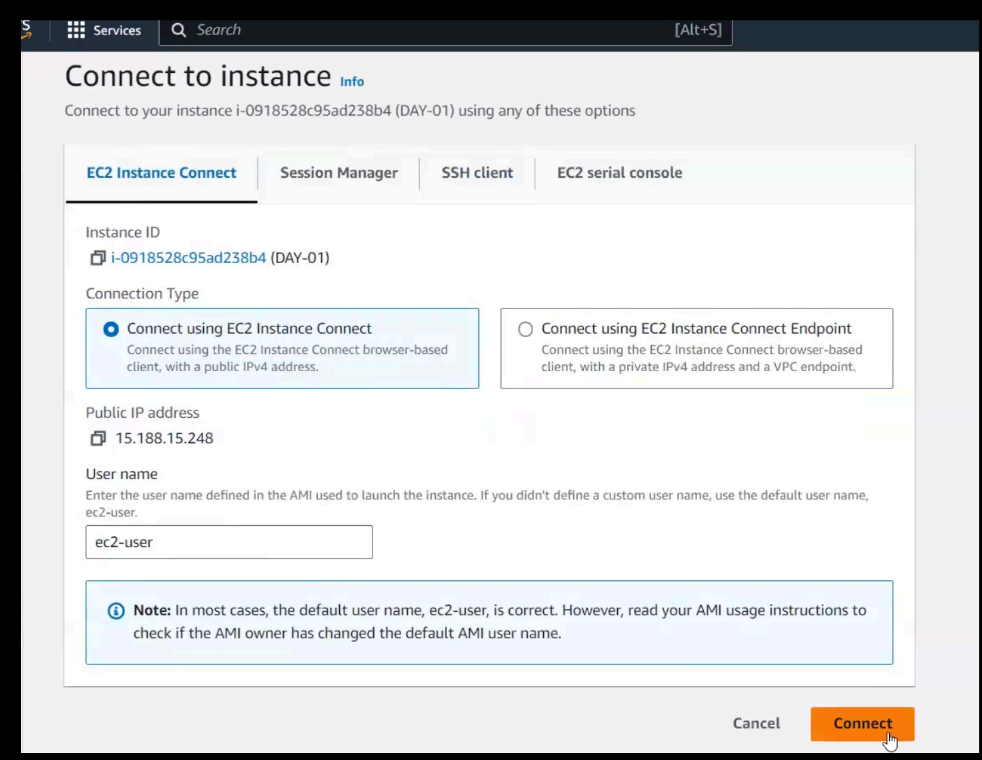 Services Search [Alt+S]
Connect to instance Info
Connect to your instance i-0918528c95ad238b4 (DAY-01) using any of these options
EC2 Instance Connect Session Manager SSH client EC2 serial console
Instance ID
i-0918528c95ad238b4 (DAY-01)
Connection Type
Connect using EC2 Instance Connect
Connect using the EC2 Instance Connect browser-based
client, with a public IPv4 address.
Connect using EC2 Instance Connect Endpoint
Connect using the EC2 Instance Connect browser-based
client, with a private IPv4 address and a VPC endpoint.
Public IP address
15.188.15.248
User name
Enter the user name defined in the AMI used to launch the instance. If you didn't define a custom user name, use the default user name,
ec2-user.
ec2-user
Note: In most cases, the default user name, ec2-user, is correct. However, read your AMI usage instructions to
check if the AMI owner has changed the default AMI user name.
Cancel Connect